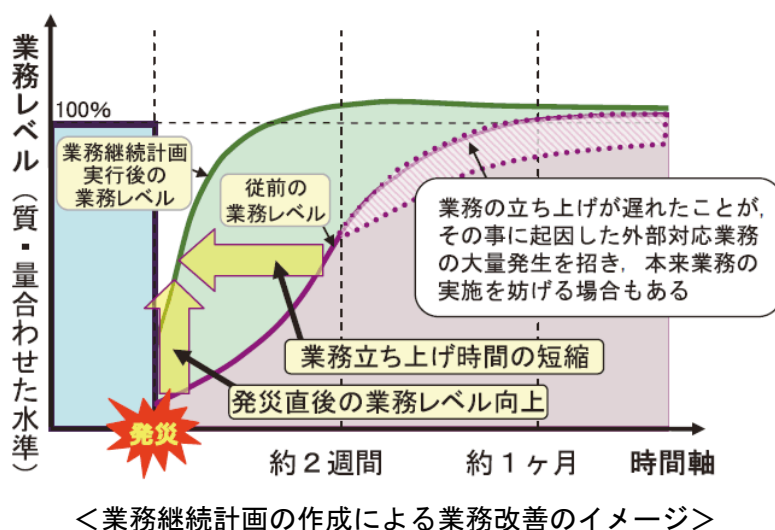 業務レベル（質・量合わせた水準）
100%
業務継続計画
実行後の
業務レベル
従前の
業務レベル
業務の立ち上げが遅れたことが，
その事に起因した外部対応業務
の大量発生を招き，本来業務の
実施を妨げる場合もある
業務立ち上げ時間の短縮
発災直後の業務レベル向上
発災
約２週間
約１ヶ月
時間軸
＜業務継続計画の作成による業務改善のイメージ＞